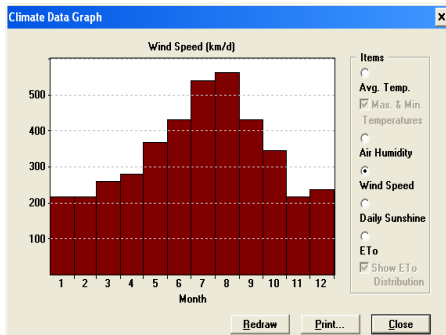 Climate Data Graph
x
Wind Speed (km/d)
500
400
300
200
100
1 2 3 4 5 6 7 8 9 10 11 12
Month
Items
Avg. Temp.
Max. & Min.
Temperatures
Air Humidity
Wind Speed
Daily Sunshine
ETo
Show ETo
Distribution
Redraw Print... Close